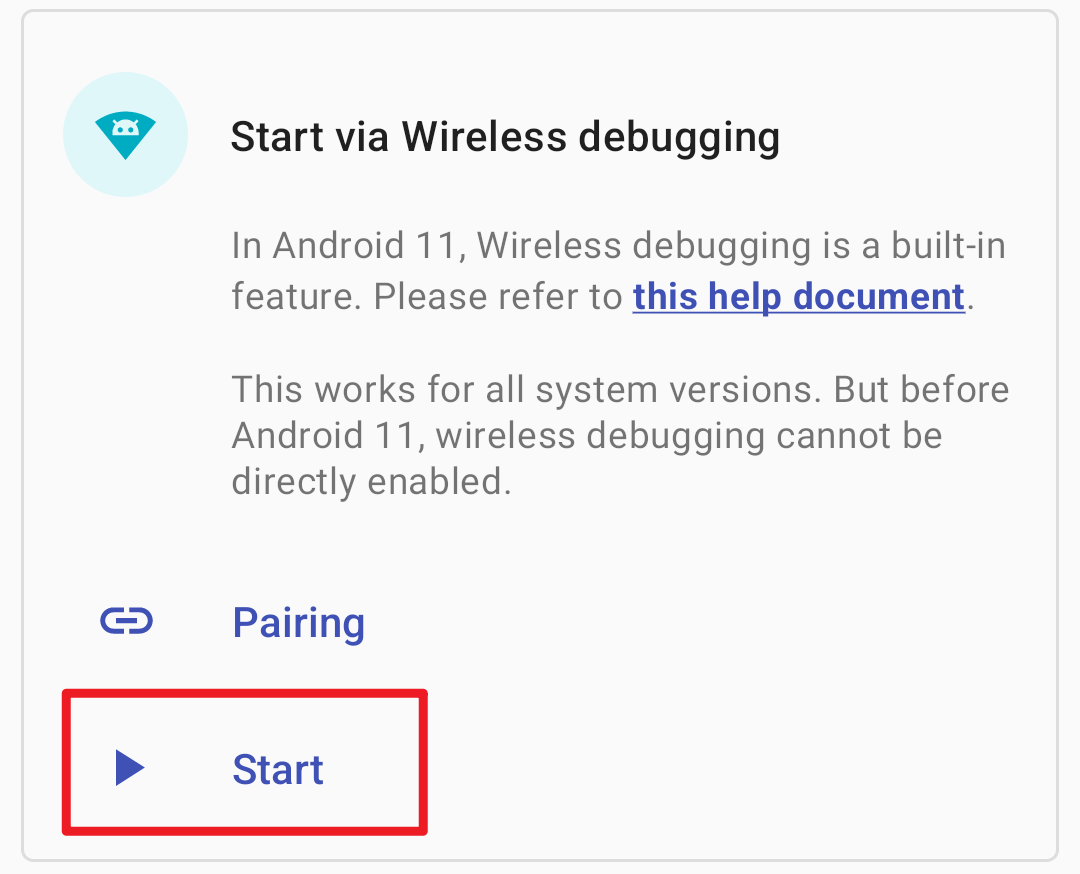 Start via Wireless debugging
In Android 11, Wireless debugging is a built-in
feature. Please refer to this help document.
This works for all system versions. But before
Android 11, wireless debugging cannot be
directly enabled.
Pairing
Start